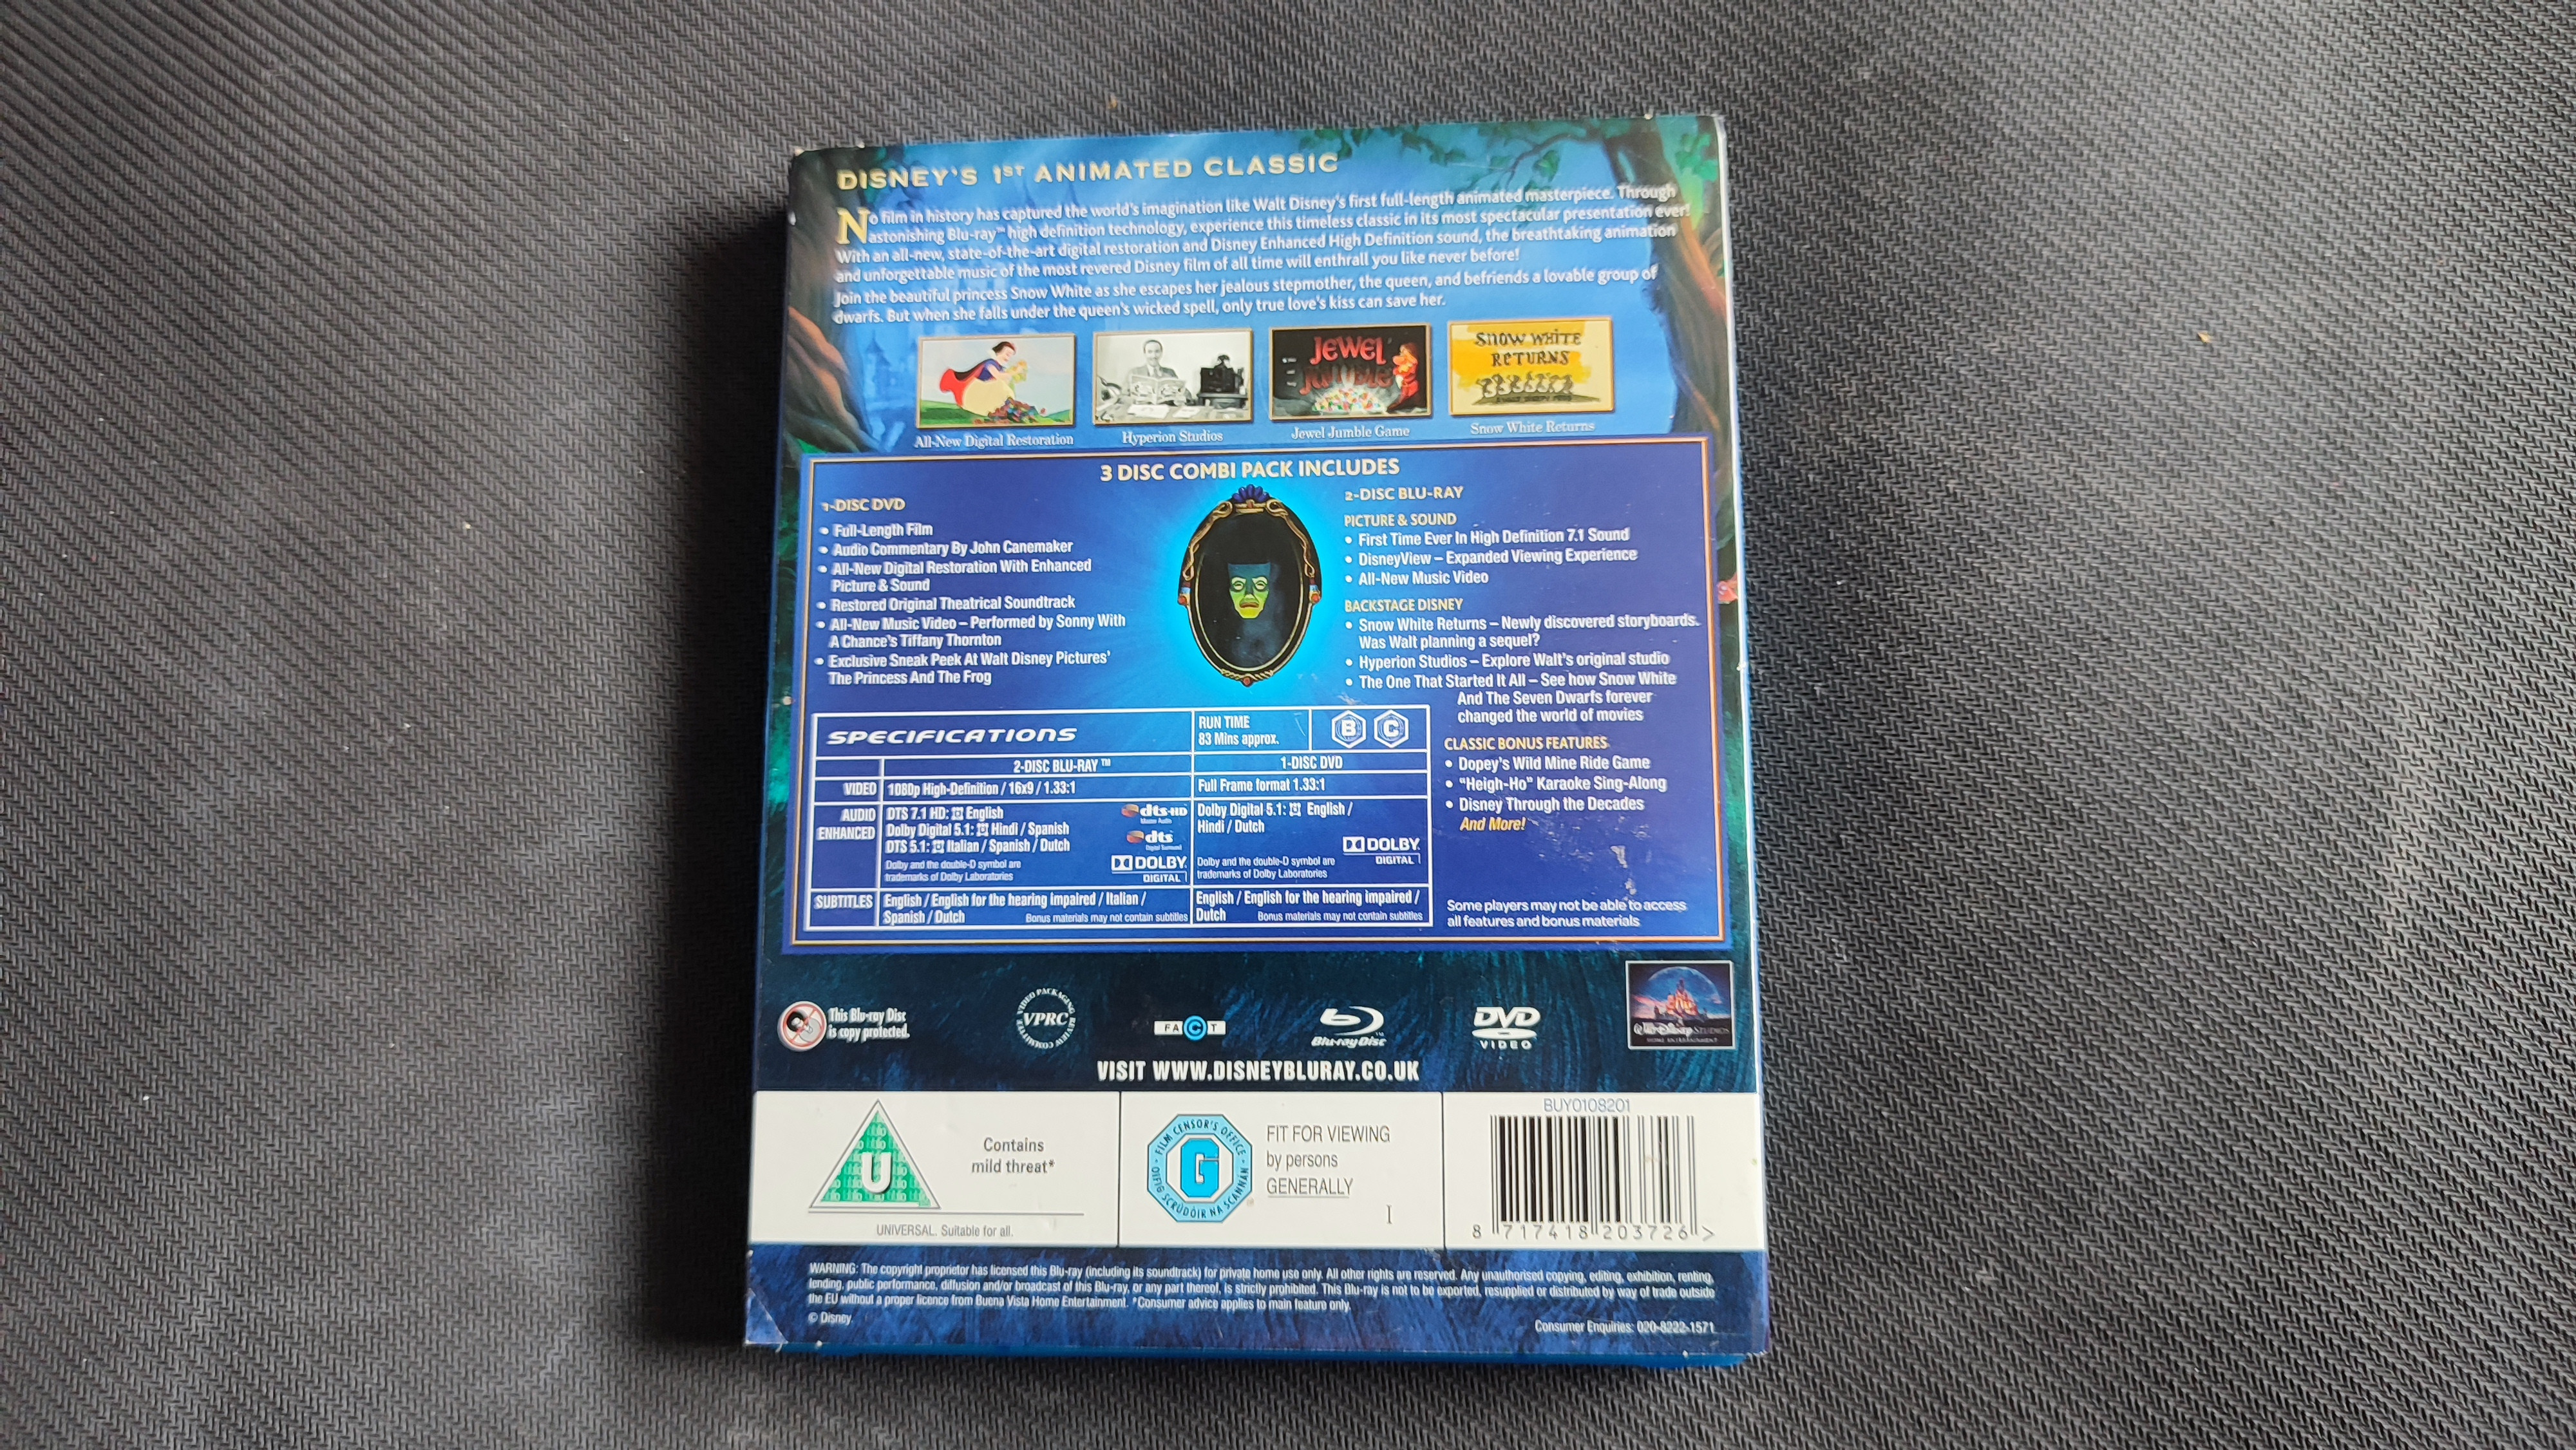 DISNEY'S 1ST ANIMATED CLASSIC
No film in history has captured the world's imagination like Walt Disney's first full-length animated masterpiece. Through
astonishing Blu-ray™ high definition technology, experience this timeless classic in its most spectacular presentation ever!
With an all-new, state-of-the-art digital restoration and Disney Enhanced High Definition sound, the breathtaking animation
and unforgettable music of the most revered Disney film of all time will enthrall you like never before!
Join the beautiful princess Snow White as she escapes her jealous stepmother, the queen, and befriends a lovable group of
dwarfs. But when she falls under the queen's wicked spell, only true love's kiss can save her.
JEWEL
JUMBLE
SNOW WHITE
RETURNS
All-New Digital Restoration
Hyperion Studios
Jewel Jumble Game
Snow White Returns
3 DISC COMBI PACK INCLUDES
1-DISC DVD
• Full-Length Film
• Audio Commentary By John Canemaker
• All-New Digital Restoration With Enhanced
Picture & Sound
• Restored Original Theatrical Soundtrack
• All-New Music Video – Performed by Sonny With
A Chance's Tiffany Thornton
• Exclusive Sneak Peek At Walt Disney Pictures'
The Princess And The Frog
2-DISC BLU-RAY
PICTURE & SOUND
• First Time Ever In High Definition 7.1 Sound
• DisneyView – Expanded Viewing Experience
• All-New Music Video
BACKSTAGE DISNEY
• Snow White Returns – Newly discovered storyboards.
Was Walt planning a sequel?
• Hyperion Studios – Explore Walt's original studio
• The One That Started It All – See how Snow White
And The Seven Dwarfs forever
changed the world of movies
CLASSIC BONUS FEATURES
• Dopey's Wild Mine Ride Game
• "Heigh-Ho" Karaoke Sing-Along
• Disney Through the Decades
And More!
Some players may not be able to access
all features and bonus materials
SPECIFICATIONS
RUN TIME
83 Mins approx.
B C
2-DISC BLU-RAY™
1-DISC DVD
VIDEO
1080p High-Definition / 16x9 / 1.33:1
Full Frame format 1.33:1
AUDIO
ENHANCED
DTS 7.1 HD: English
Dolby Digital 5.1: Hindi / Spanish
DTS 5.1: Italian / Spanish / Dutch
Dolby and the double-D symbol are
trademarks of Dolby Laboratories
dts-HD
Master Audio
dts
Digital Surround
DOLBY
DIGITAL
Dolby Digital 5.1: English /
Hindi / Dutch
DOLBY
DIGITAL
Dolby and the double-D symbol are
trademarks of Dolby Laboratories
SUBTITLES
English / English for the hearing impaired / Italian /
Spanish / Dutch
Bonus materials may not contain subtitles
English / English for the hearing impaired /
Dutch
Bonus materials may not contain subtitles
This Blu-ray Disc
is copy protected.
VIDEO PACKAGING REVIEW COMMITTEE
VPRC
FACT
Blu-ray Disc
DVD
VIDEO
WALT DISNEY STUDIOS
HOME ENTERTAINMENT
VISIT WWW.DISNEYBLURAY.CO.UK
U
Contains
mild threat*
UNIVERSAL. Suitable for all.
FILM CENSOR'S OFFICE
OIFIG SCRÚDÓIR NA SCANNÁN
G
FIT FOR VIEWING
by persons
GENERALLY
I
BUY0108201
8 717418 203726 >
WARNING: The copyright proprietor has licensed this Blu-ray (including its soundtrack) for private home use only. All other rights are reserved. Any unauthorised copying, editing, exhibition, renting,
lending, public performance, diffusion and/or broadcast of this Blu-ray, or any part thereof, is strictly prohibited. This Blu-ray is not to be exported, resupplied or distributed by way of trade outside
the EU without a proper licence from Buena Vista Home Entertainment. *Consumer advice applies to main feature only.
© Disney.
Consumer Enquiries: 020-8222-1571